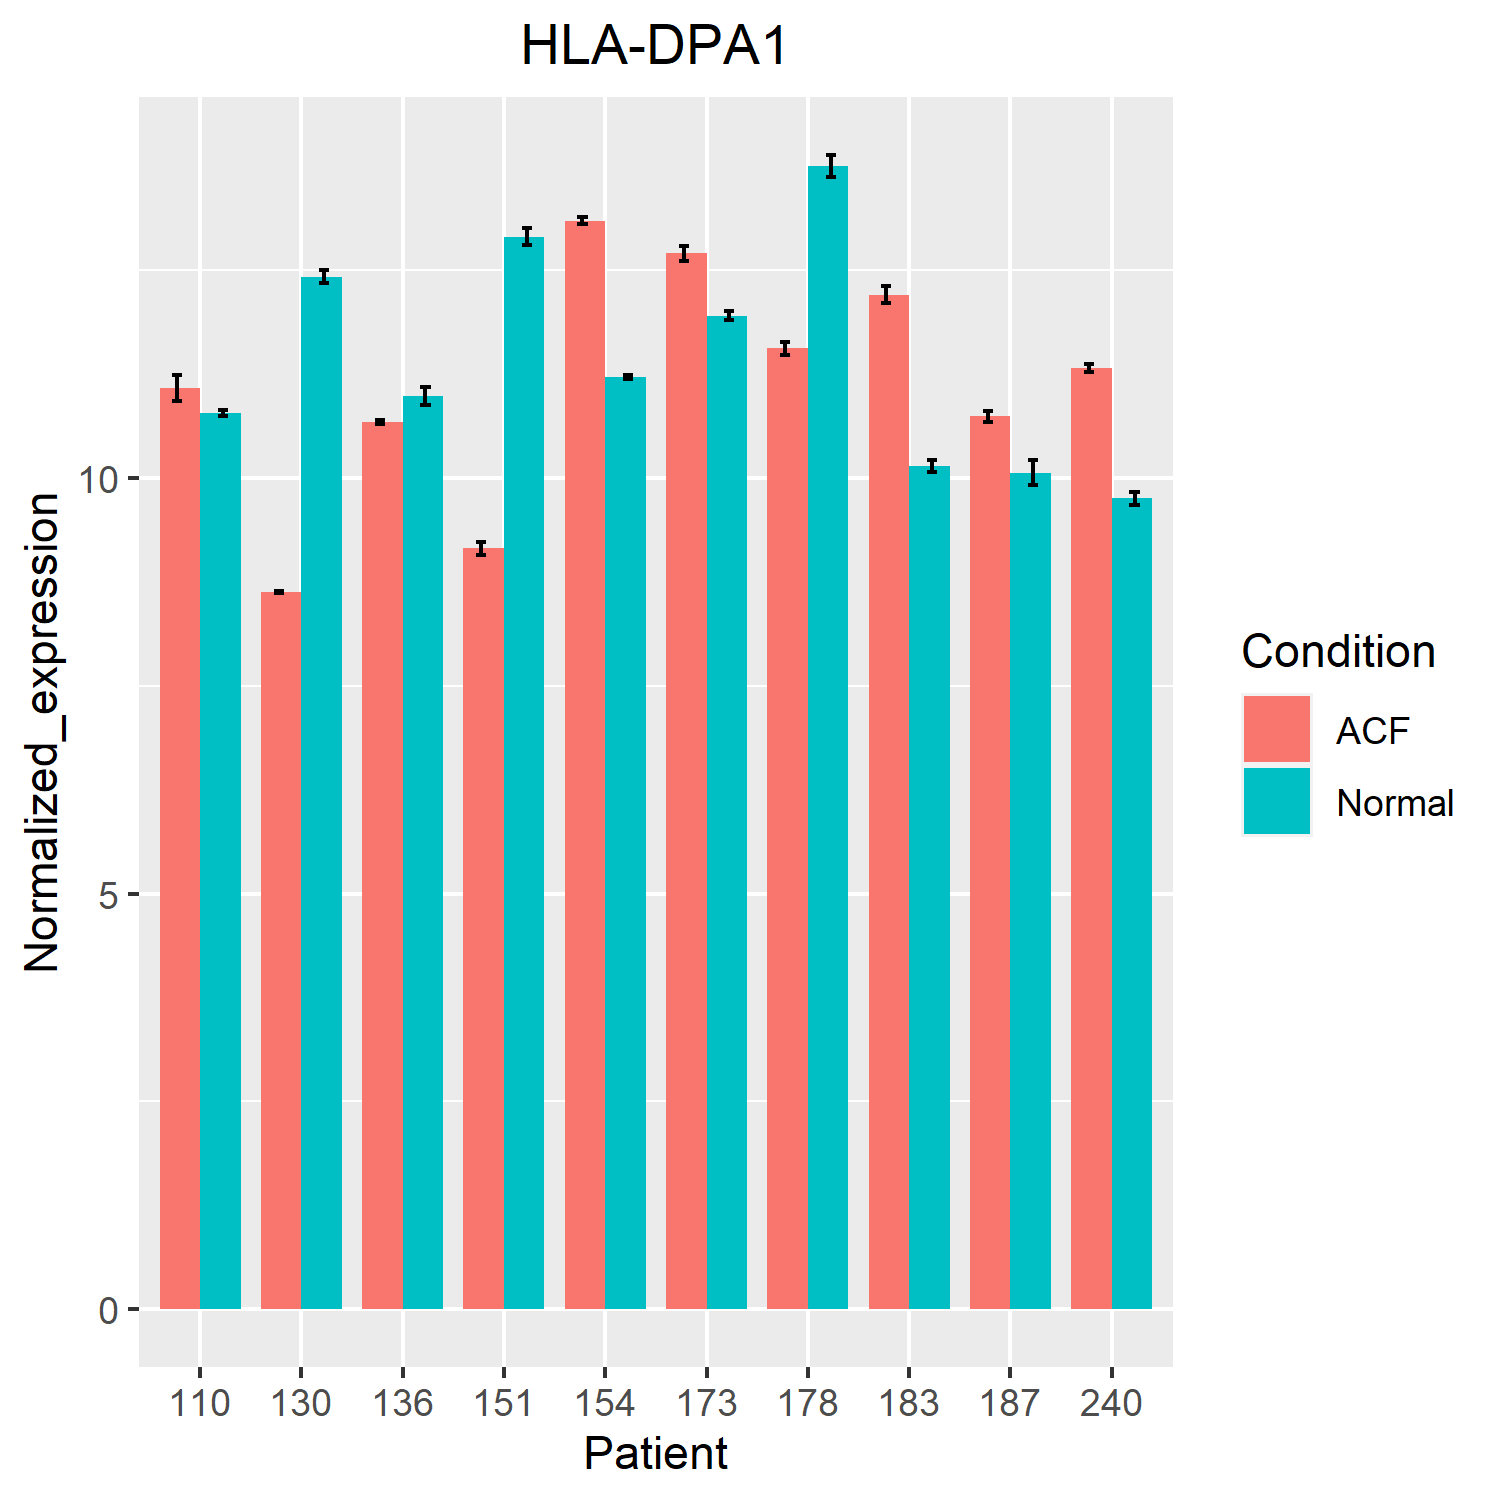 HLA-DPA1
Normalized_expression
10
5
0
110 130 136 151 154 173 178 183 187 240
Patient
Condition
ACF
Normal